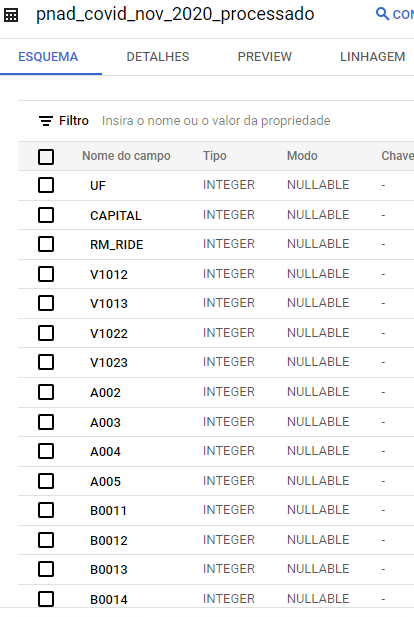 pnad_covid_nov_2020_processado CON
ESQUEMA DETALHES PREVIEW LINHAGEM
Filtro Insira o nome ou o valor da propriedade
Nome do campo Tipo Modo Chave
UF INTEGER NULLABLE -
CAPITAL INTEGER NULLABLE -
RM_RIDE INTEGER NULLABLE -
V1012 INTEGER NULLABLE -
V1013 INTEGER NULLABLE -
V1022 INTEGER NULLABLE -
V1023 INTEGER NULLABLE -
A002 INTEGER NULLABLE -
A003 INTEGER NULLABLE -
A004 INTEGER NULLABLE -
A005 INTEGER NULLABLE -
B0011 INTEGER NULLABLE -
B0012 INTEGER NULLABLE -
B0013 INTEGER NULLABLE -
B0014 INTEGER NULLABLE -